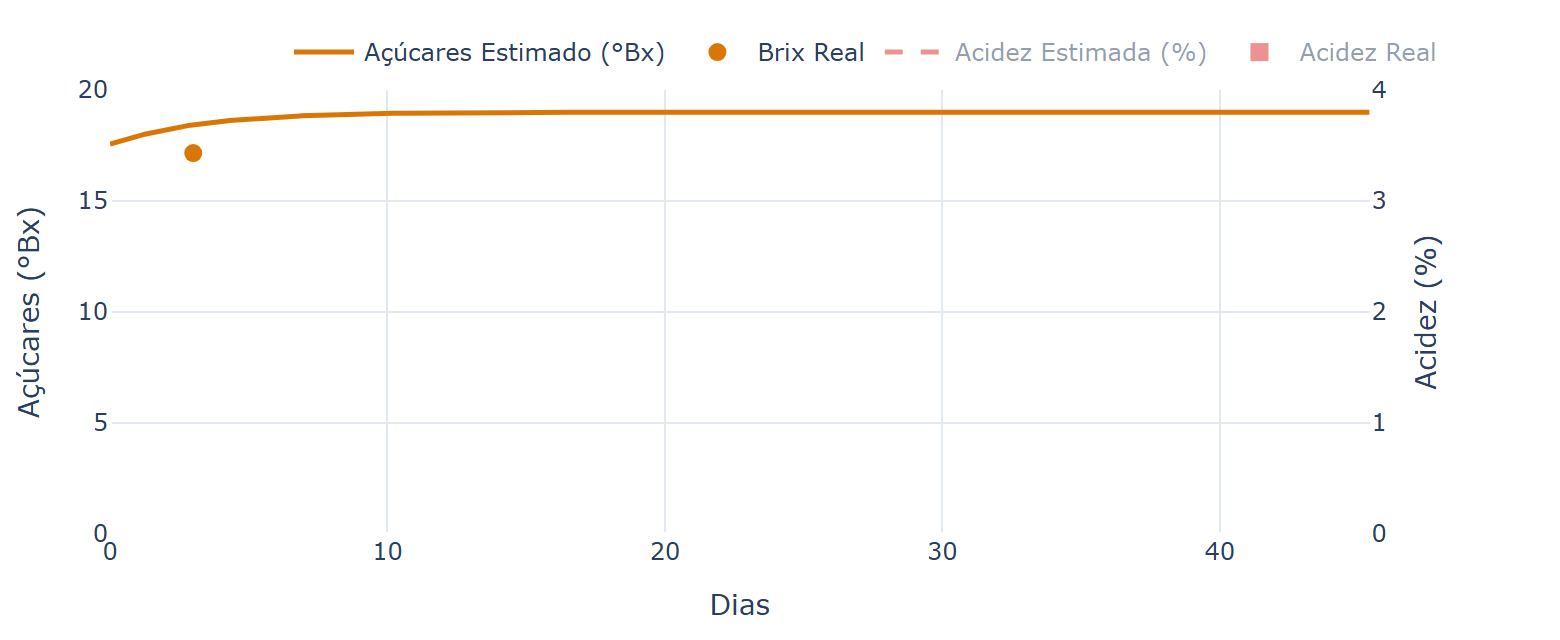 Açúcares Estimado (°Bx) Brix Real Acidez Estimada (%) Acidez Real
20 4
15 3
10 2
5 1
0 0
0 10 20 30 40
Açúcares (°Bx)
Acidez (%)
Dias